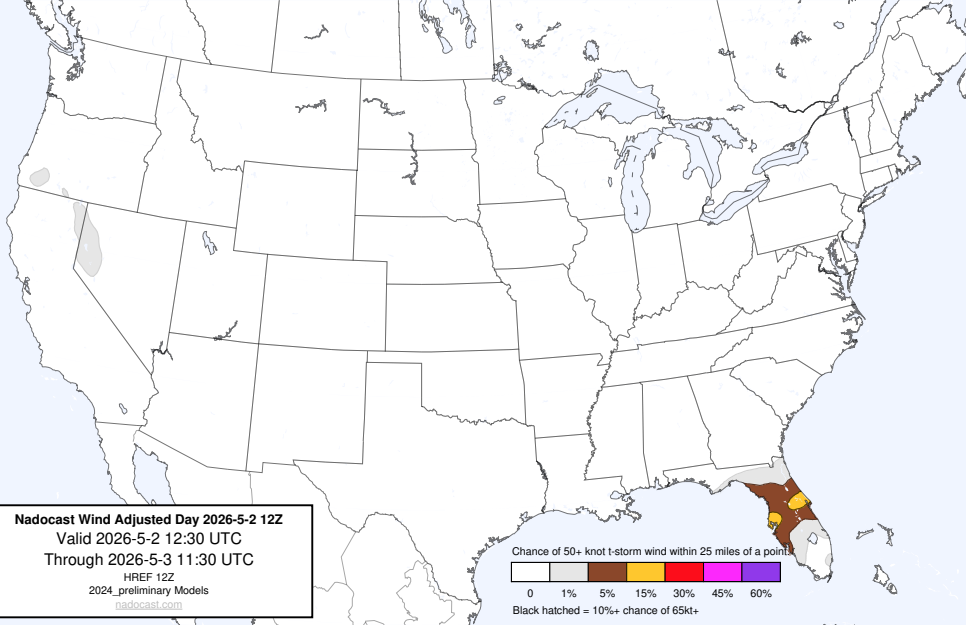 Nadocast Wind Adjusted Day 2026-5-2 12Z
Valid 2026-5-2 12:30 UTC
Through 2026-5-3 11:30 UTC
HREF 12Z
2024_preliminary Models
nadocast.com
Chance of 50+ knot t-storm wind within 25 miles of a point.
0 1% 5% 15% 30% 45% 60%
Black hatched = 10%+ chance of 65kt+